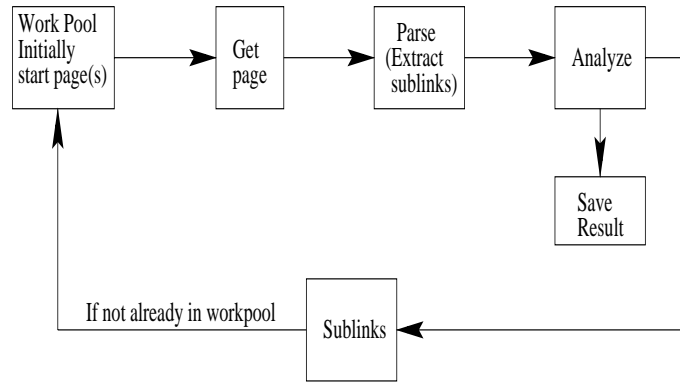 Work Pool
Initially
start page(s)
Get
page
Parse
(Extract
sublinks)
Analyze
Save
Result
If not already in workpool
Sublinks